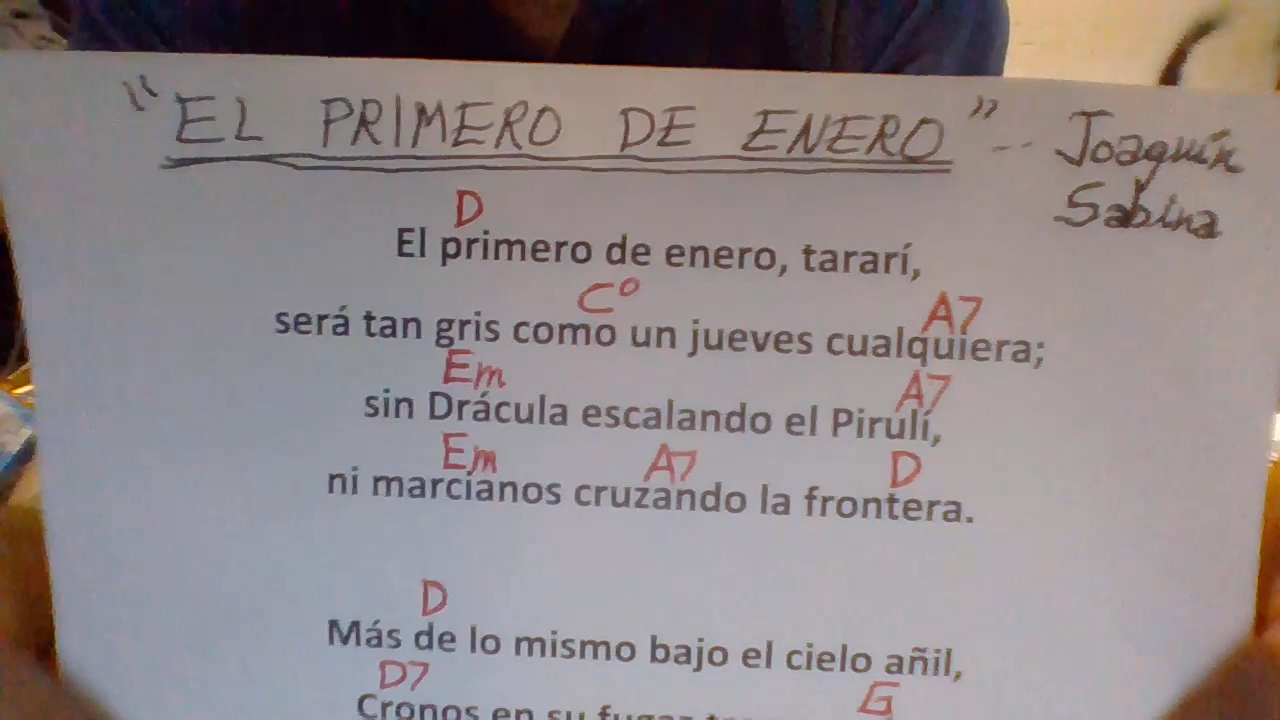 "EL PRIMERO DE ENERO" -- Joaquín
Sabina
D
El primero de enero, tararí,
C° A7
será tan gris como un jueves cualquiera;
Em A7
sin Drácula escalando el Pirulí,
Em A7 D
ni marcianos cruzando la frontera.
D
Más de lo mismo bajo el cielo añil,
D7 G
Cronos en su